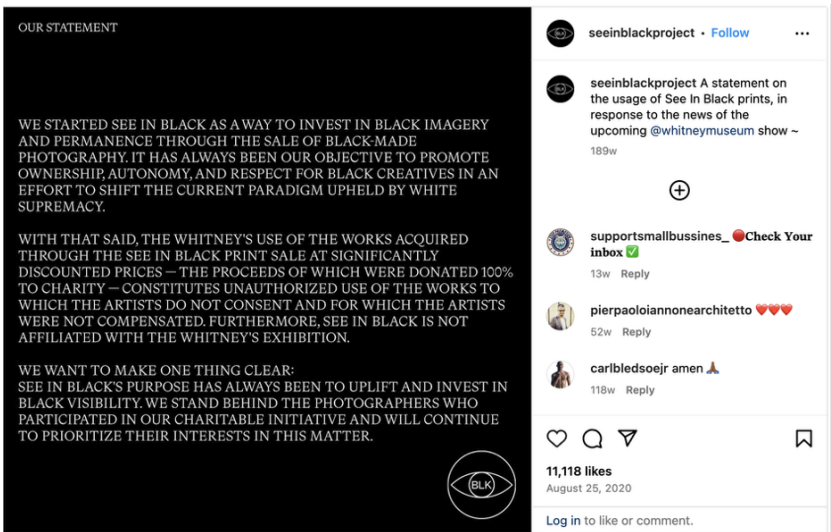 OUR STATEMENT
WE STARTED SEE IN BLACK AS A WAY TO INVEST IN BLACK IMAGERY
AND PERMANENCE THROUGH THE SALE OF BLACK-MADE
PHOTOGRAPHY. IT HAS ALWAYS BEEN OUR OBJECTIVE TO PROMOTE
OWNERSHIP, AUTONOMY, AND RESPECT FOR BLACK CREATIVES IN AN
EFFORT TO SHIFT THE CURRENT PARADIGM UPHELD BY WHITE
SUPREMACY.
WITH THAT SAID, THE WHITNEY'S USE OF THE WORKS ACQUIRED
THROUGH THE SEE IN BLACK PRINT SALE AT SIGNIFICANTLY
DISCOUNTED PRICES — THE PROCEEDS OF WHICH WERE DONATED 100%
TO CHARITY — CONSTITUTES UNAUTHORIZED USE OF THE WORKS TO
WHICH THE ARTISTS DO NOT CONSENT AND FOR WHICH THE ARTISTS
WERE NOT COMPENSATED. FURTHERMORE, SEE IN BLACK IS NOT
AFFILIATED WITH THE WHITNEY'S EXHIBITION.
WE WANT TO MAKE ONE THING CLEAR:
SEE IN BLACK'S PURPOSE HAS ALWAYS BEEN TO UPLIFT AND INVEST IN
BLACK VISIBILITY. WE STAND BEHIND THE PHOTOGRAPHERS WHO
PARTICIPATED IN OUR CHARITABLE INITIATIVE AND WILL CONTINUE
TO PRIORITIZE THEIR INTERESTS IN THIS MATTER.
BLK
BLK
seeinblackproject • Follow
BLK
seeinblackproject A statement on
the usage of See In Black prints, in
response to the news of the
upcoming @whitneymuseum show ~
189w
supportsmallbussines_ 🔴Check Your
inbox ✅
13w Reply
pierpaoloiannonearchitetto ❤️❤️❤️
52w Reply
carlbledsoejr amen 🙏🏾
118w Reply
11,118 likes
August 25, 2020
Log in to like or comment.